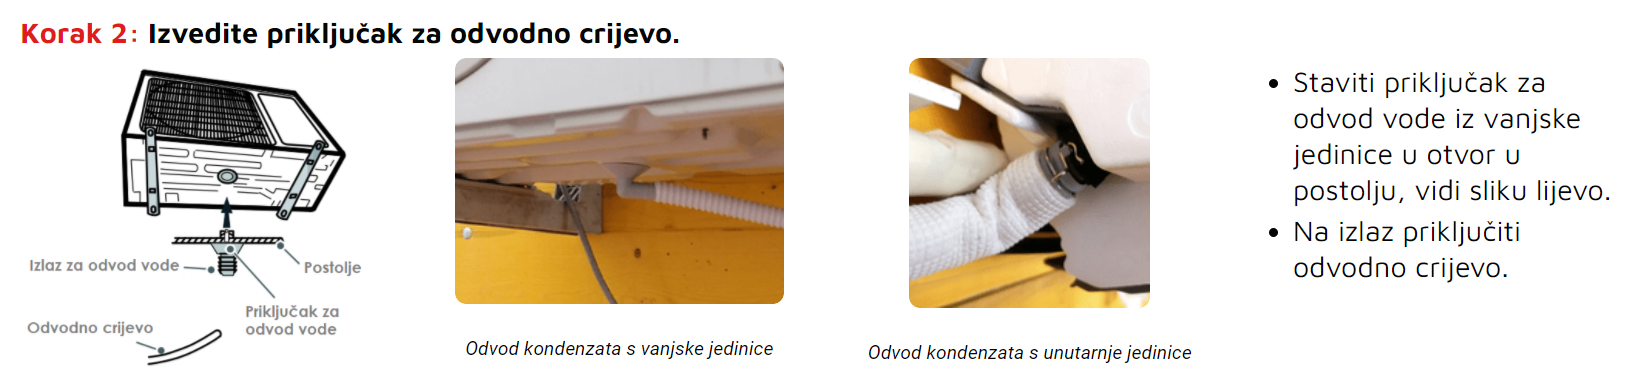 Korak 2: Izvedite priključak za odvodno crijevo.
Izlaz za odvod vode
Postolje
Priključak za
odvod vode
Odvodno crijevo
Odvod kondenzata s vanjske jedinice
Odvod kondenzata s unutarnje jedinice
• Staviti priključak za
odvod vode iz vanjske
jedinice u otvor u
postolju, vidi sliku lijevo.
• Na izlaz priključiti
odvodno crijevo.